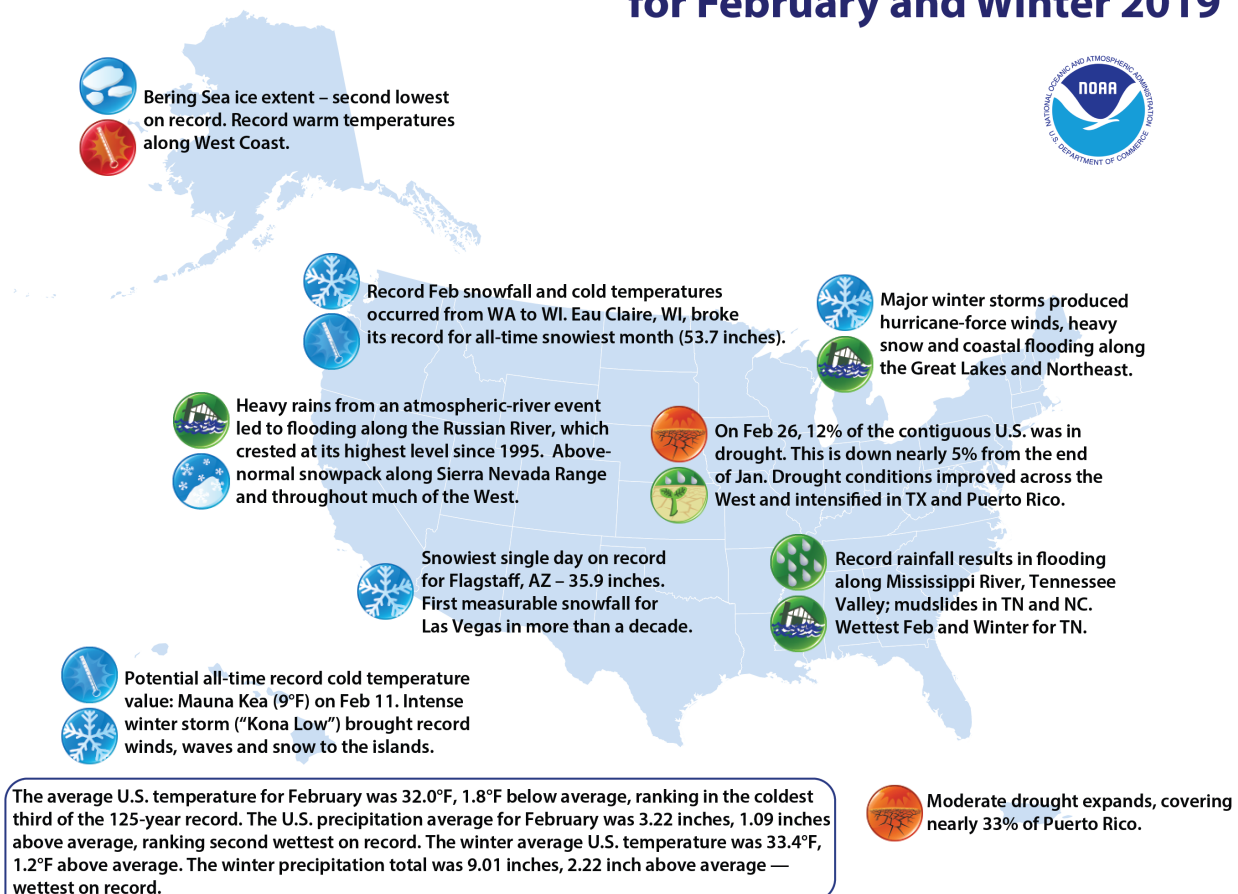 for February and Winter 2019
NATIONAL OCEANIC AND ATMOSPHERIC ADMINISTRATION
NOAA
U.S. DEPARTMENT OF COMMERCE
Bering Sea ice extent – second lowest
on record. Record warm temperatures
along West Coast.
Record Feb snowfall and cold temperatures
occurred from WA to WI. Eau Claire, WI, broke
its record for all-time snowiest month (53.7 inches).
Major winter storms produced
hurricane-force winds, heavy
snow and coastal flooding along
the Great Lakes and Northeast.
Heavy rains from an atmospheric-river event
led to flooding along the Russian River, which
crested at its highest level since 1995.  Above-
normal snowpack along Sierra Nevada Range
and throughout much of the West.
On Feb 26, 12% of the contiguous U.S. was in
drought. This is down nearly 5% from the end
of Jan. Drought conditions improved across the
West and intensified in TX and Puerto Rico.
Snowiest single day on record
for Flagstaff, AZ – 35.9 inches.
First measurable snowfall for
Las Vegas in more than a decade.
Record rainfall results in flooding
along Mississippi River, Tennessee
Valley; mudslides in TN and NC.
Wettest Feb and Winter for TN.
Potential all-time record cold temperature
value: Mauna Kea (9°F) on Feb 11. Intense
winter storm (“Kona Low”) brought record
winds, waves and snow to the islands.
The average U.S. temperature for February was 32.0°F, 1.8°F below average, ranking in the coldest
third of the 125-year record. The U.S. precipitation average for February was 3.22 inches, 1.09 inches
above average, ranking second wettest on record. The winter average U.S. temperature was 33.4°F,
1.2°F above average. The winter precipitation total was 9.01 inches, 2.22 inch above average —
wettest on record.
Moderate drought expands, covering
nearly 33% of Puerto Rico.